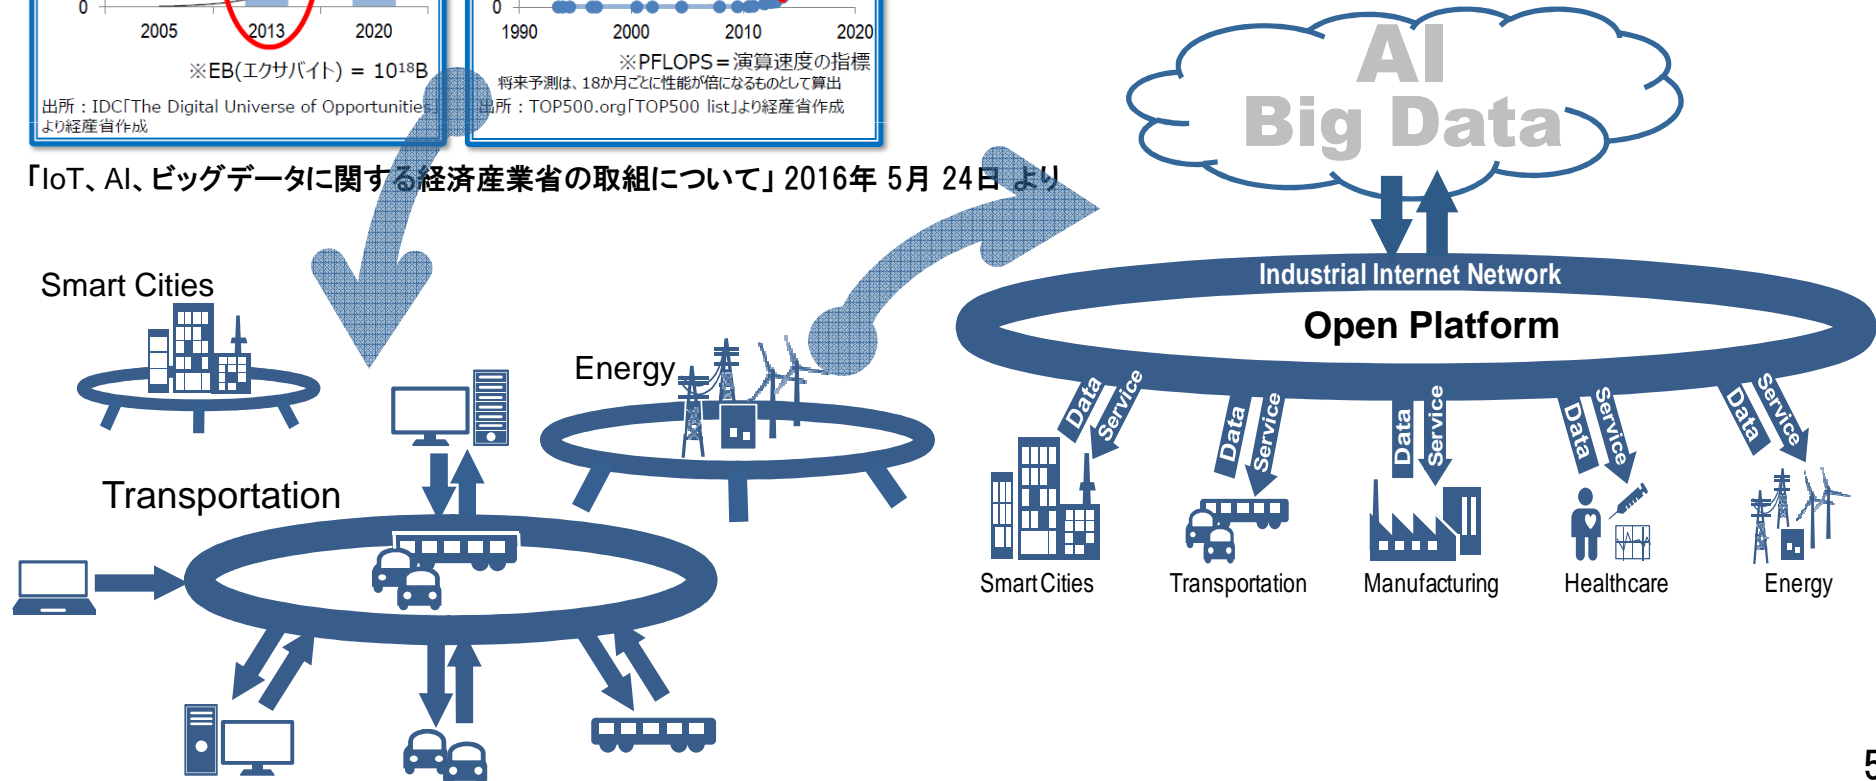 0
2005 2013 2020
※EB(エクサバイト) = 10¹⁸B
出所：IDC「The Digital Universe of Opportunities」
より経産省作成
0
1990 2000 2010 2020
※PFLOPS＝演算速度の指標
将来予測は、18か月ごとに性能が倍になるものとして算出
出所：TOP500.org「TOP500 list」より経産省作成
「IoT、AI、ビッグデータに関する経済産業省の取組について」 2016年 5月 24日 より
Smart Cities
Energy
Transportation
AI
Big Data
Industrial Internet Network
Open Platform
Data Service
Data Service
Data Service
Data Service
Data Service
Smart Cities
Transportation
Manufacturing
Healthcare
Energy
5